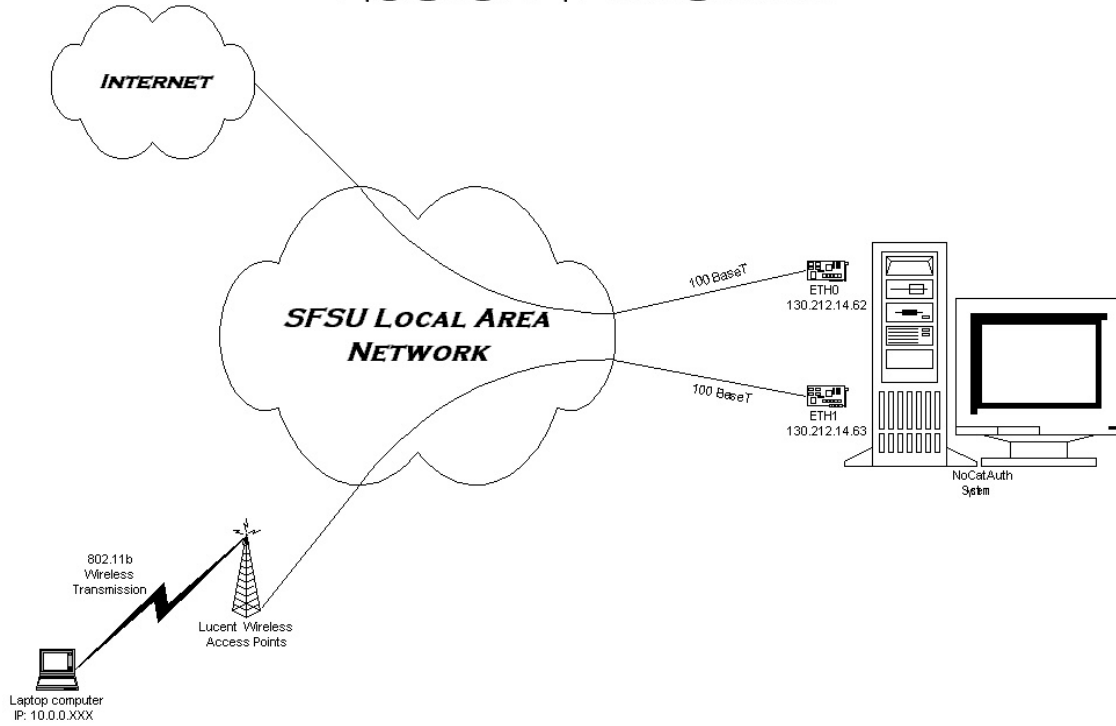 INTERNET
SFSU LOCAL AREA
NETWORK
100 BaseT
ETH0
130.212.14.62
100 BaseT
ETH1
130.212.14.63
NoCatAuth
System
802.11b
Wireless
Transmission
Lucent Wireless
Access Points
Laptop computer
IP: 10.0.0.XXX